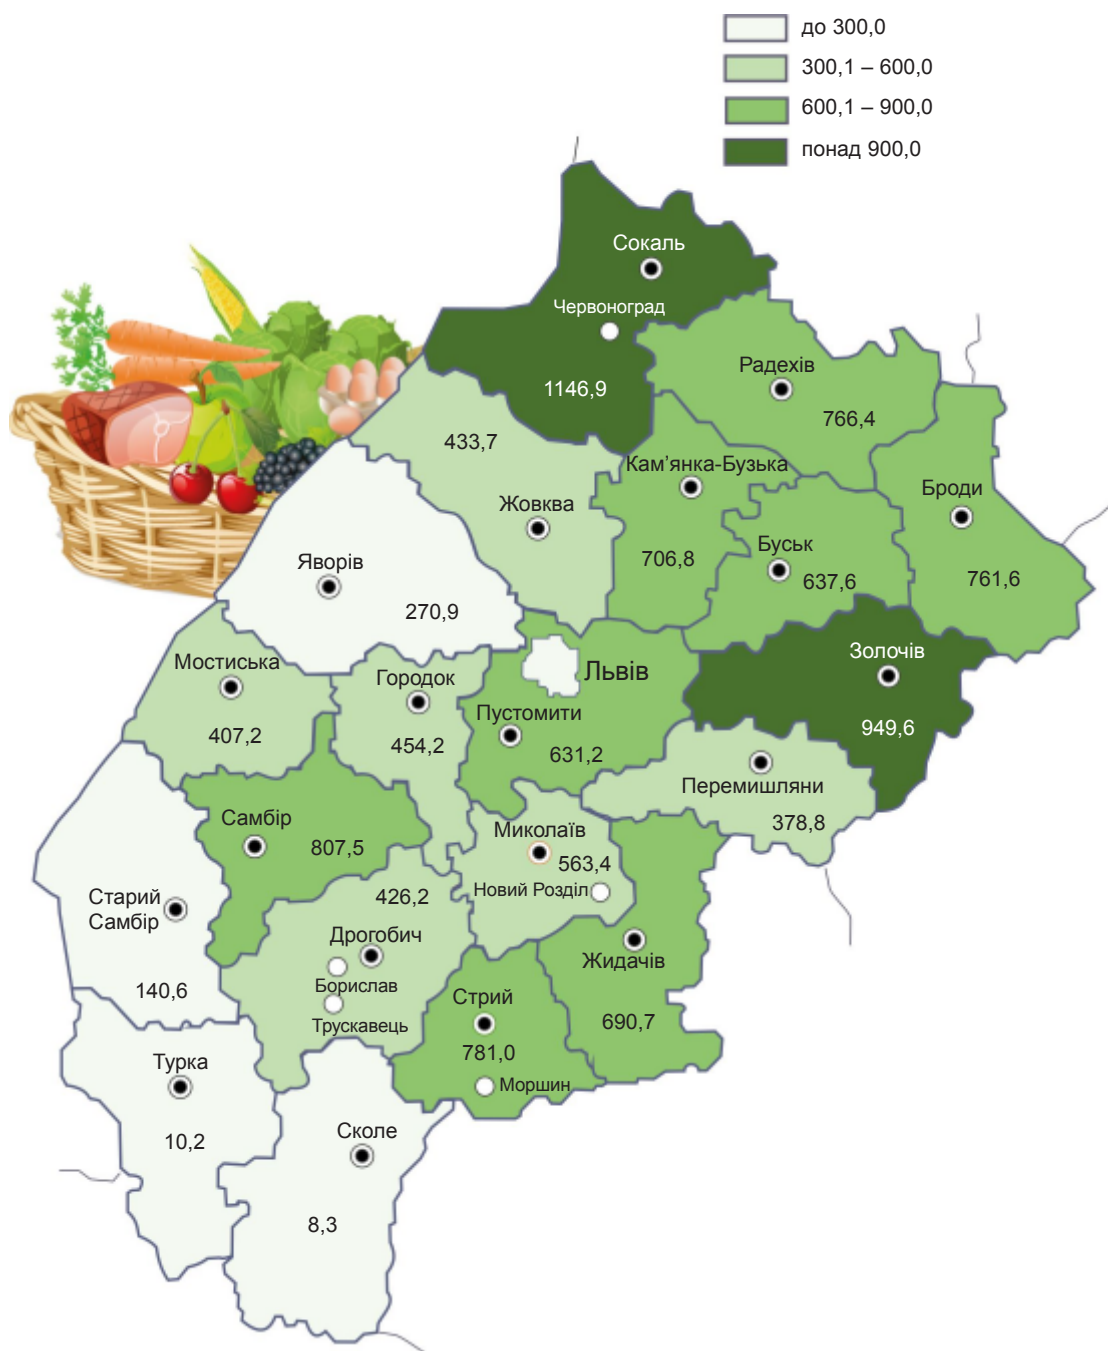 до 300,0
300,1 – 600,0
600,1 – 900,0
понад 900,0
Сокаль
Червоноград
1146,9
Радехів
766,4
433,7
Жовква
Кам’янка-Бузька
706,8
Броди
761,6
Буськ
637,6
Яворів
270,9
Мостиська
407,2
Городок
454,2
Львів
Пустомити
631,2
Золочів
949,6
Перемишляни
378,8
Самбір
807,5
Миколаїв
563,4
Новий Розділ
Старий
Самбір
140,6
426,2
Дрогобич
Борислав
Трускавець
Жидачів
690,7
Стрий
781,0
Моршин
Турка
10,2
Сколе
8,3